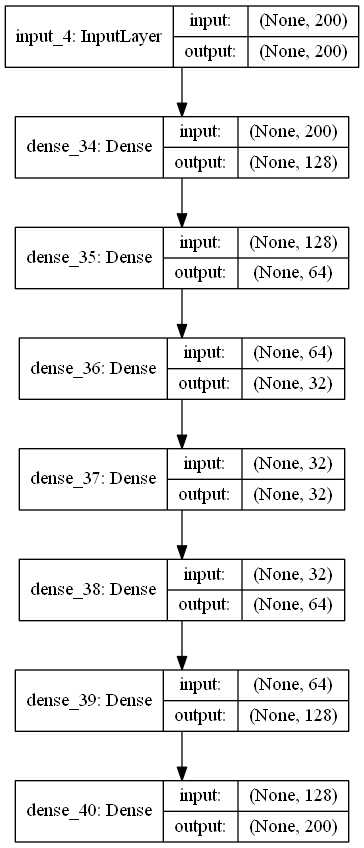 input_4: InputLayer input: (None, 200)
output: (None, 200)
dense_34: Dense input: (None, 200)
output: (None, 128)
dense_35: Dense input: (None, 128)
output: (None, 64)
dense_36: Dense input: (None, 64)
output: (None, 32)
dense_37: Dense input: (None, 32)
output: (None, 32)
dense_38: Dense input: (None, 32)
output: (None, 64)
dense_39: Dense input: (None, 64)
output: (None, 128)
dense_40: Dense input: (None, 128)
output: (None, 200)